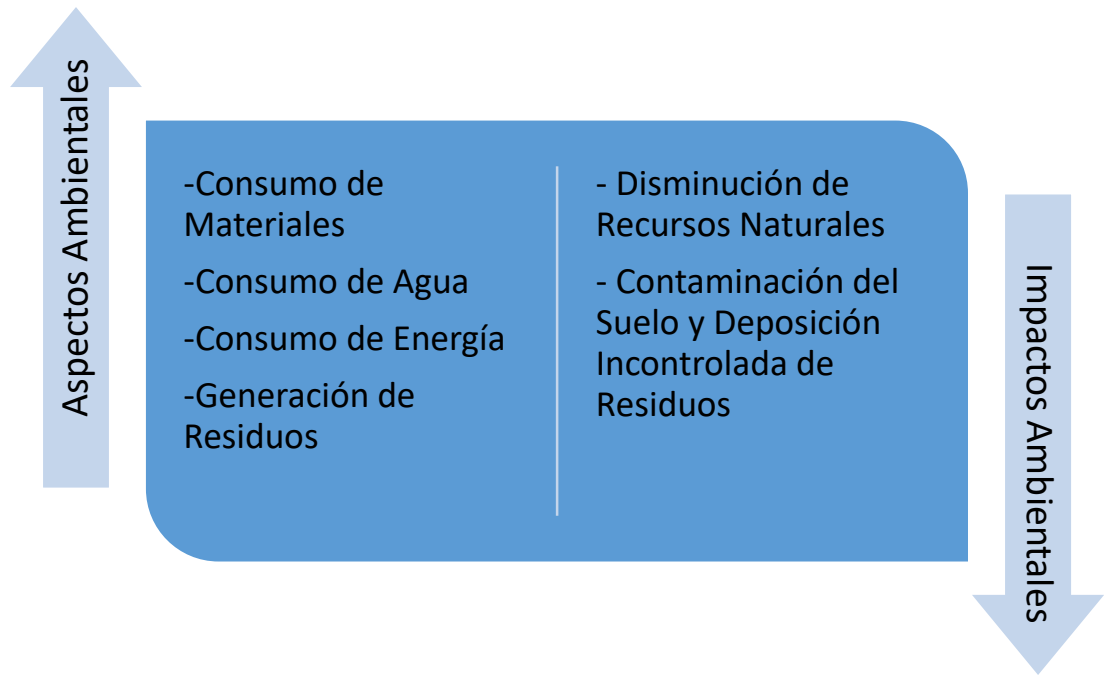 Aspectos Ambientales
-Consumo de
Materiales
-Consumo de Agua
-Consumo de Energía
-Generación de
Residuos
- Disminución de
Recursos Naturales
- Contaminación del
Suelo y Deposición
Incontrolada de
Residuos
Impactos Ambientales